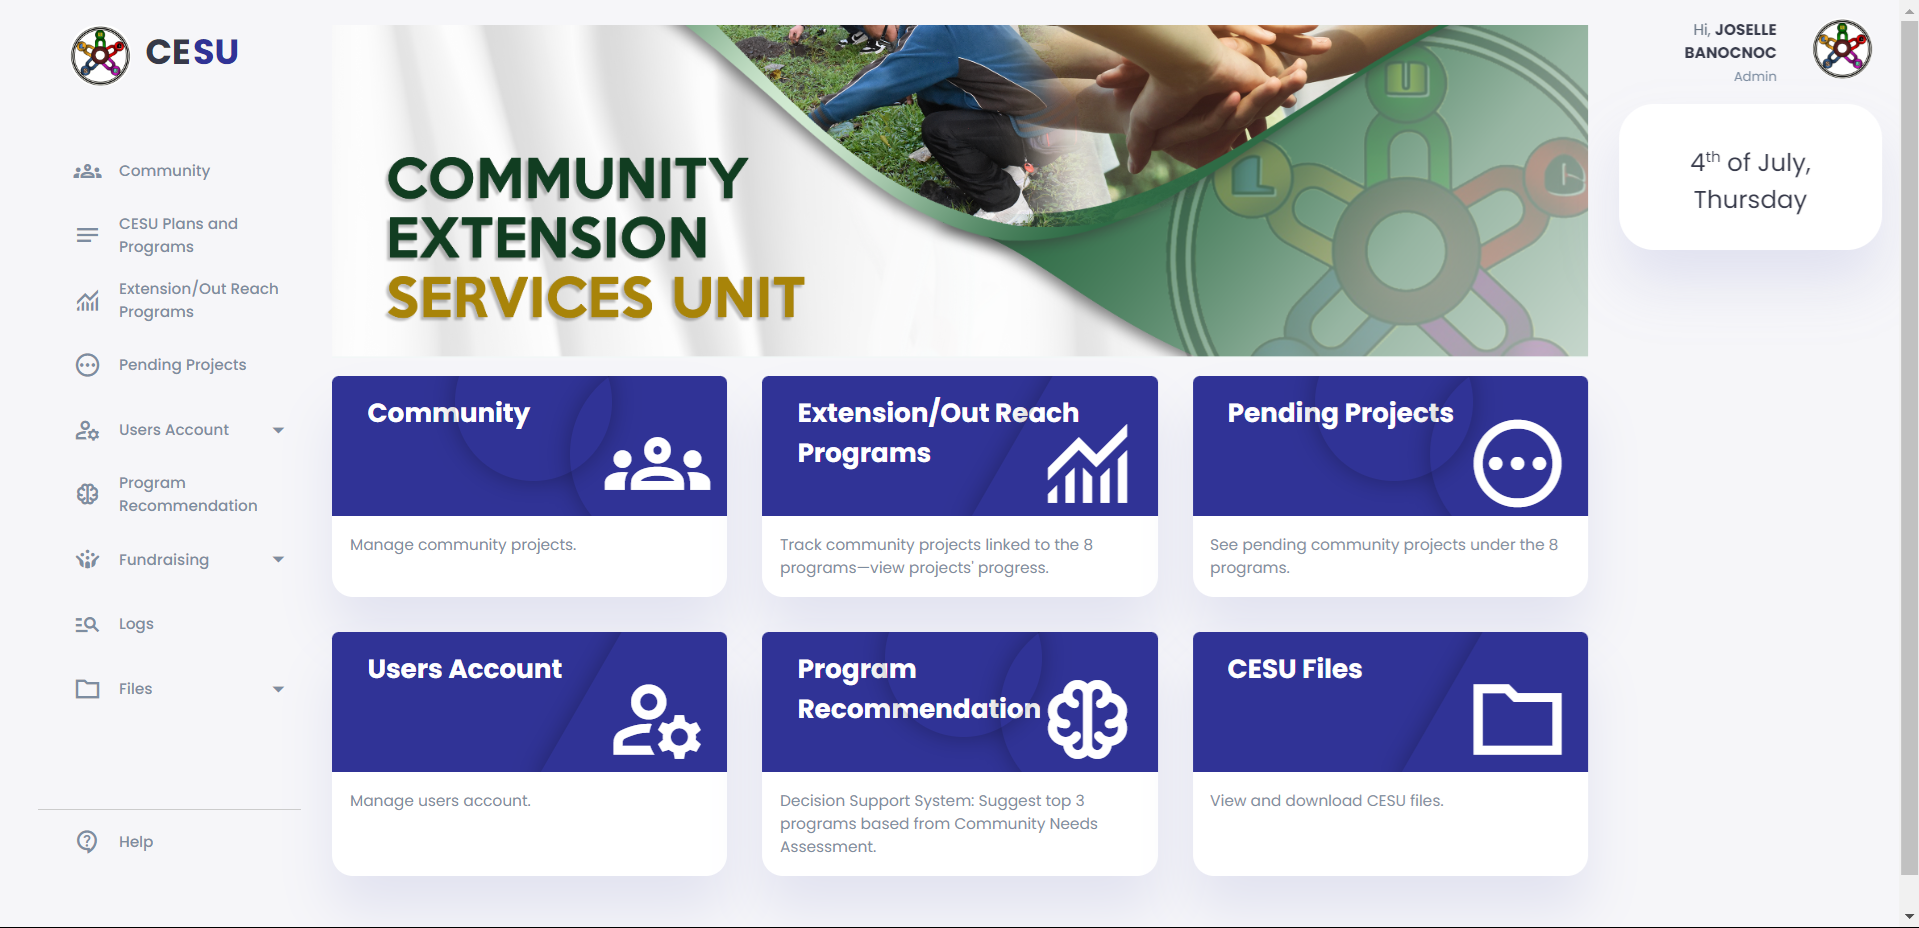 CESU
Community
CESU Plans and
Programs
Extension/Out Reach
Programs
Pending Projects
Users Account
Program
Recommendation
Fundraising
Logs
Files
Help
COMMUNITY
EXTENSION
SERVICES UNIT
U
L
Community
Manage community projects.
Extension/Out Reach
Programs
Track community projects linked to the 8
programs—view projects' progress.
Pending Projects
See pending community projects under the 8
programs.
Users Account
Manage users account.
Program
Recommendation
Decision Support System: Suggest top 3
programs based from Community Needs
Assessment.
CESU Files
View and download CESU files.
Hi, JOSELLE
BANOCNOC
Admin
4th of July,
Thursday